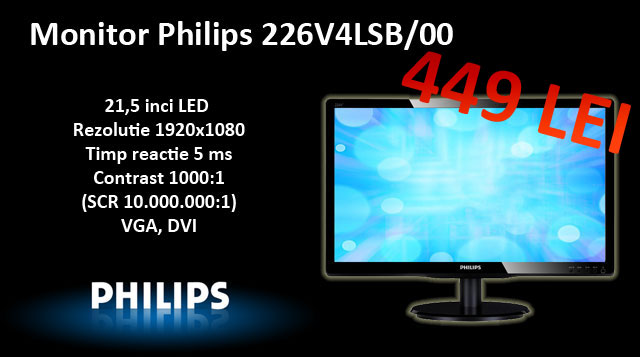 Monitor Philips 226V4LSB/00
449 LEI
21,5 inci LED
Rezolutie 1920x1080
Timp reactie 5 ms
Contrast 1000:1
(SCR 10.000.000:1)
VGA, DVI
PHILIPS
PHILIPS